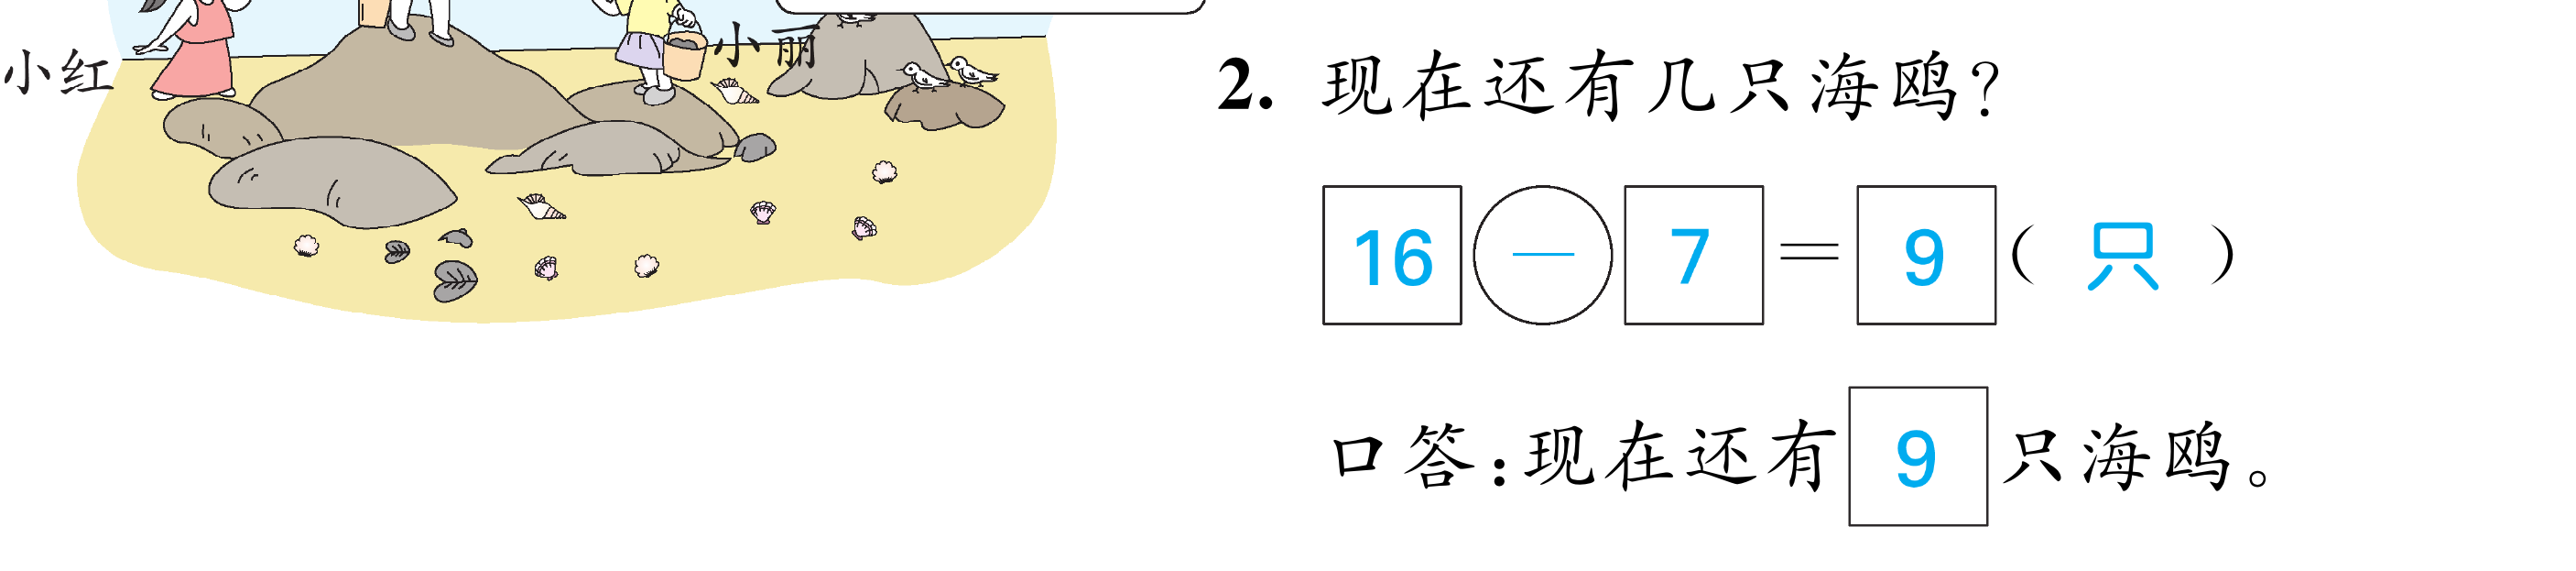 小红
小丽
2. 现在还有几只海鸥?
16 － 7 ＝ 9 ( 只 )
口答:现在还有 9 只海鸥。